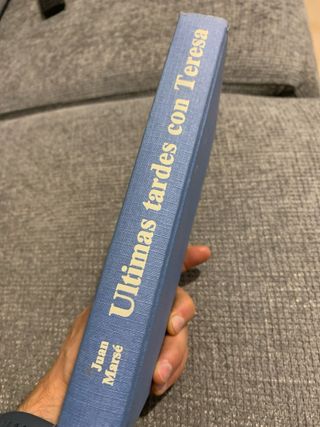 Juan
Marsé
Ultimas tardes con Teresa